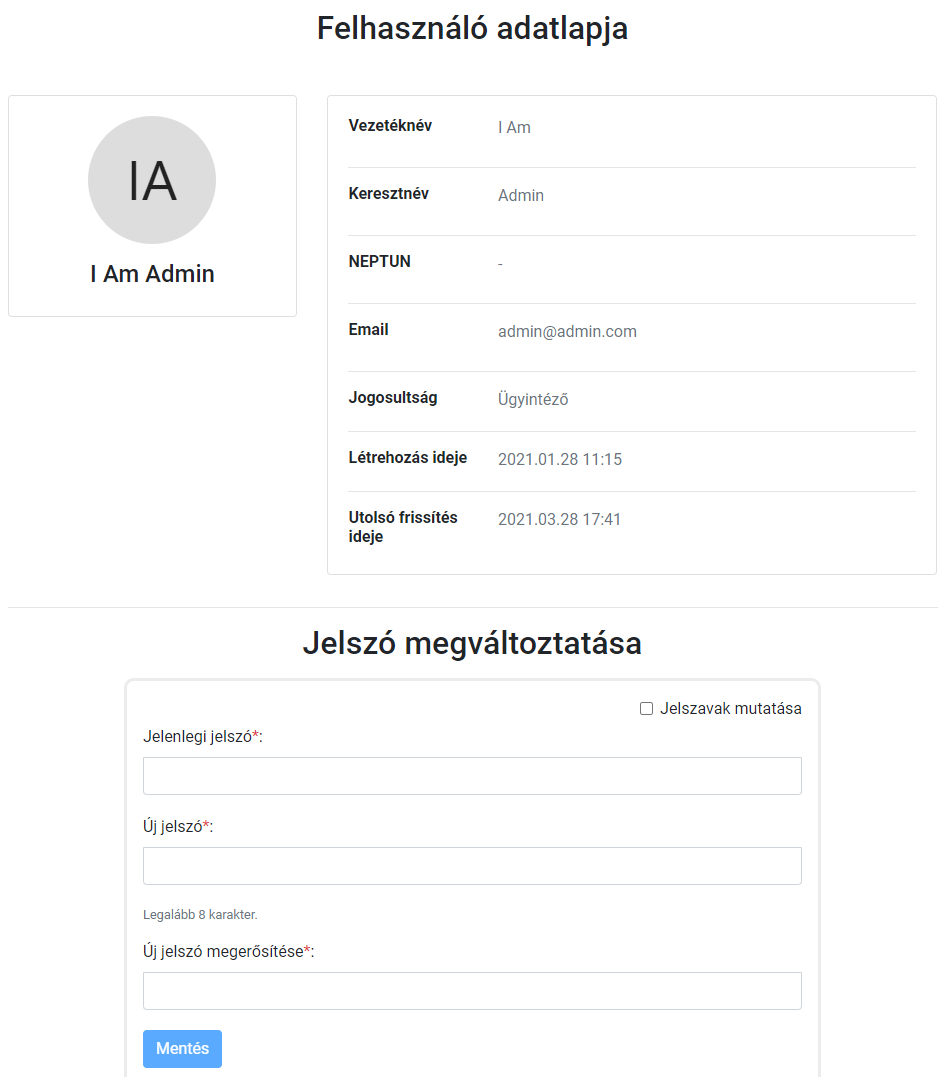 Felhasználó adatlapja
IA
I Am Admin
Vezetéknév I Am
Keresztnév Admin
NEPTUN -
Email admin@admin.com
Jogosultság Ügyintéző
Létrehozás ideje 2021.01.28 11:15
Utolsó frissítés 2021.03.28 17:41
ideje
Jelszó megváltoztatása
Jelszavak mutatása
Jelenlegi jelszó*:
Új jelszó*:
Legalább 8 karakter.
Új jelszó megerősítése*:
Mentés